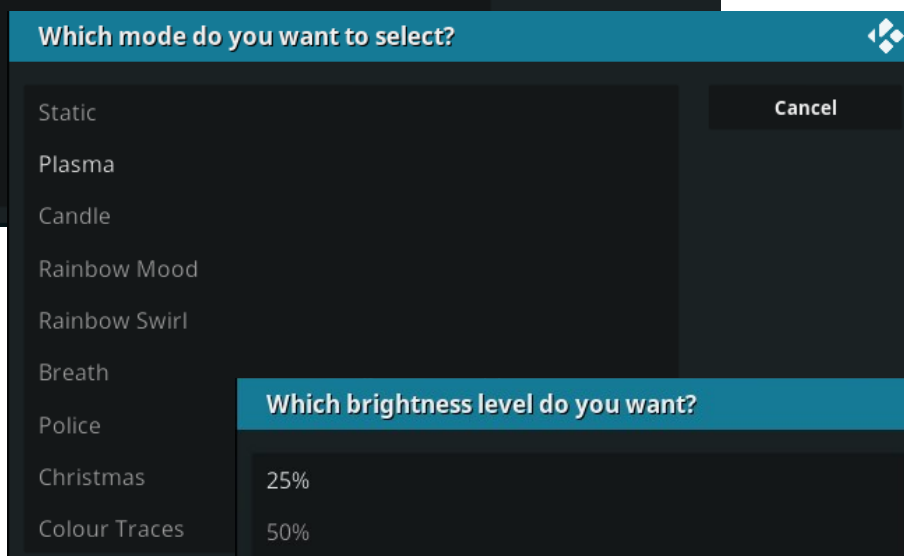 Which mode do you want to select?
Static
Cancel
Plasma
Candle
Rainbow Mood
Rainbow Swirl
Breath
Police
Christmas
Colour Traces
Which brightness level do you want?
25%
50%